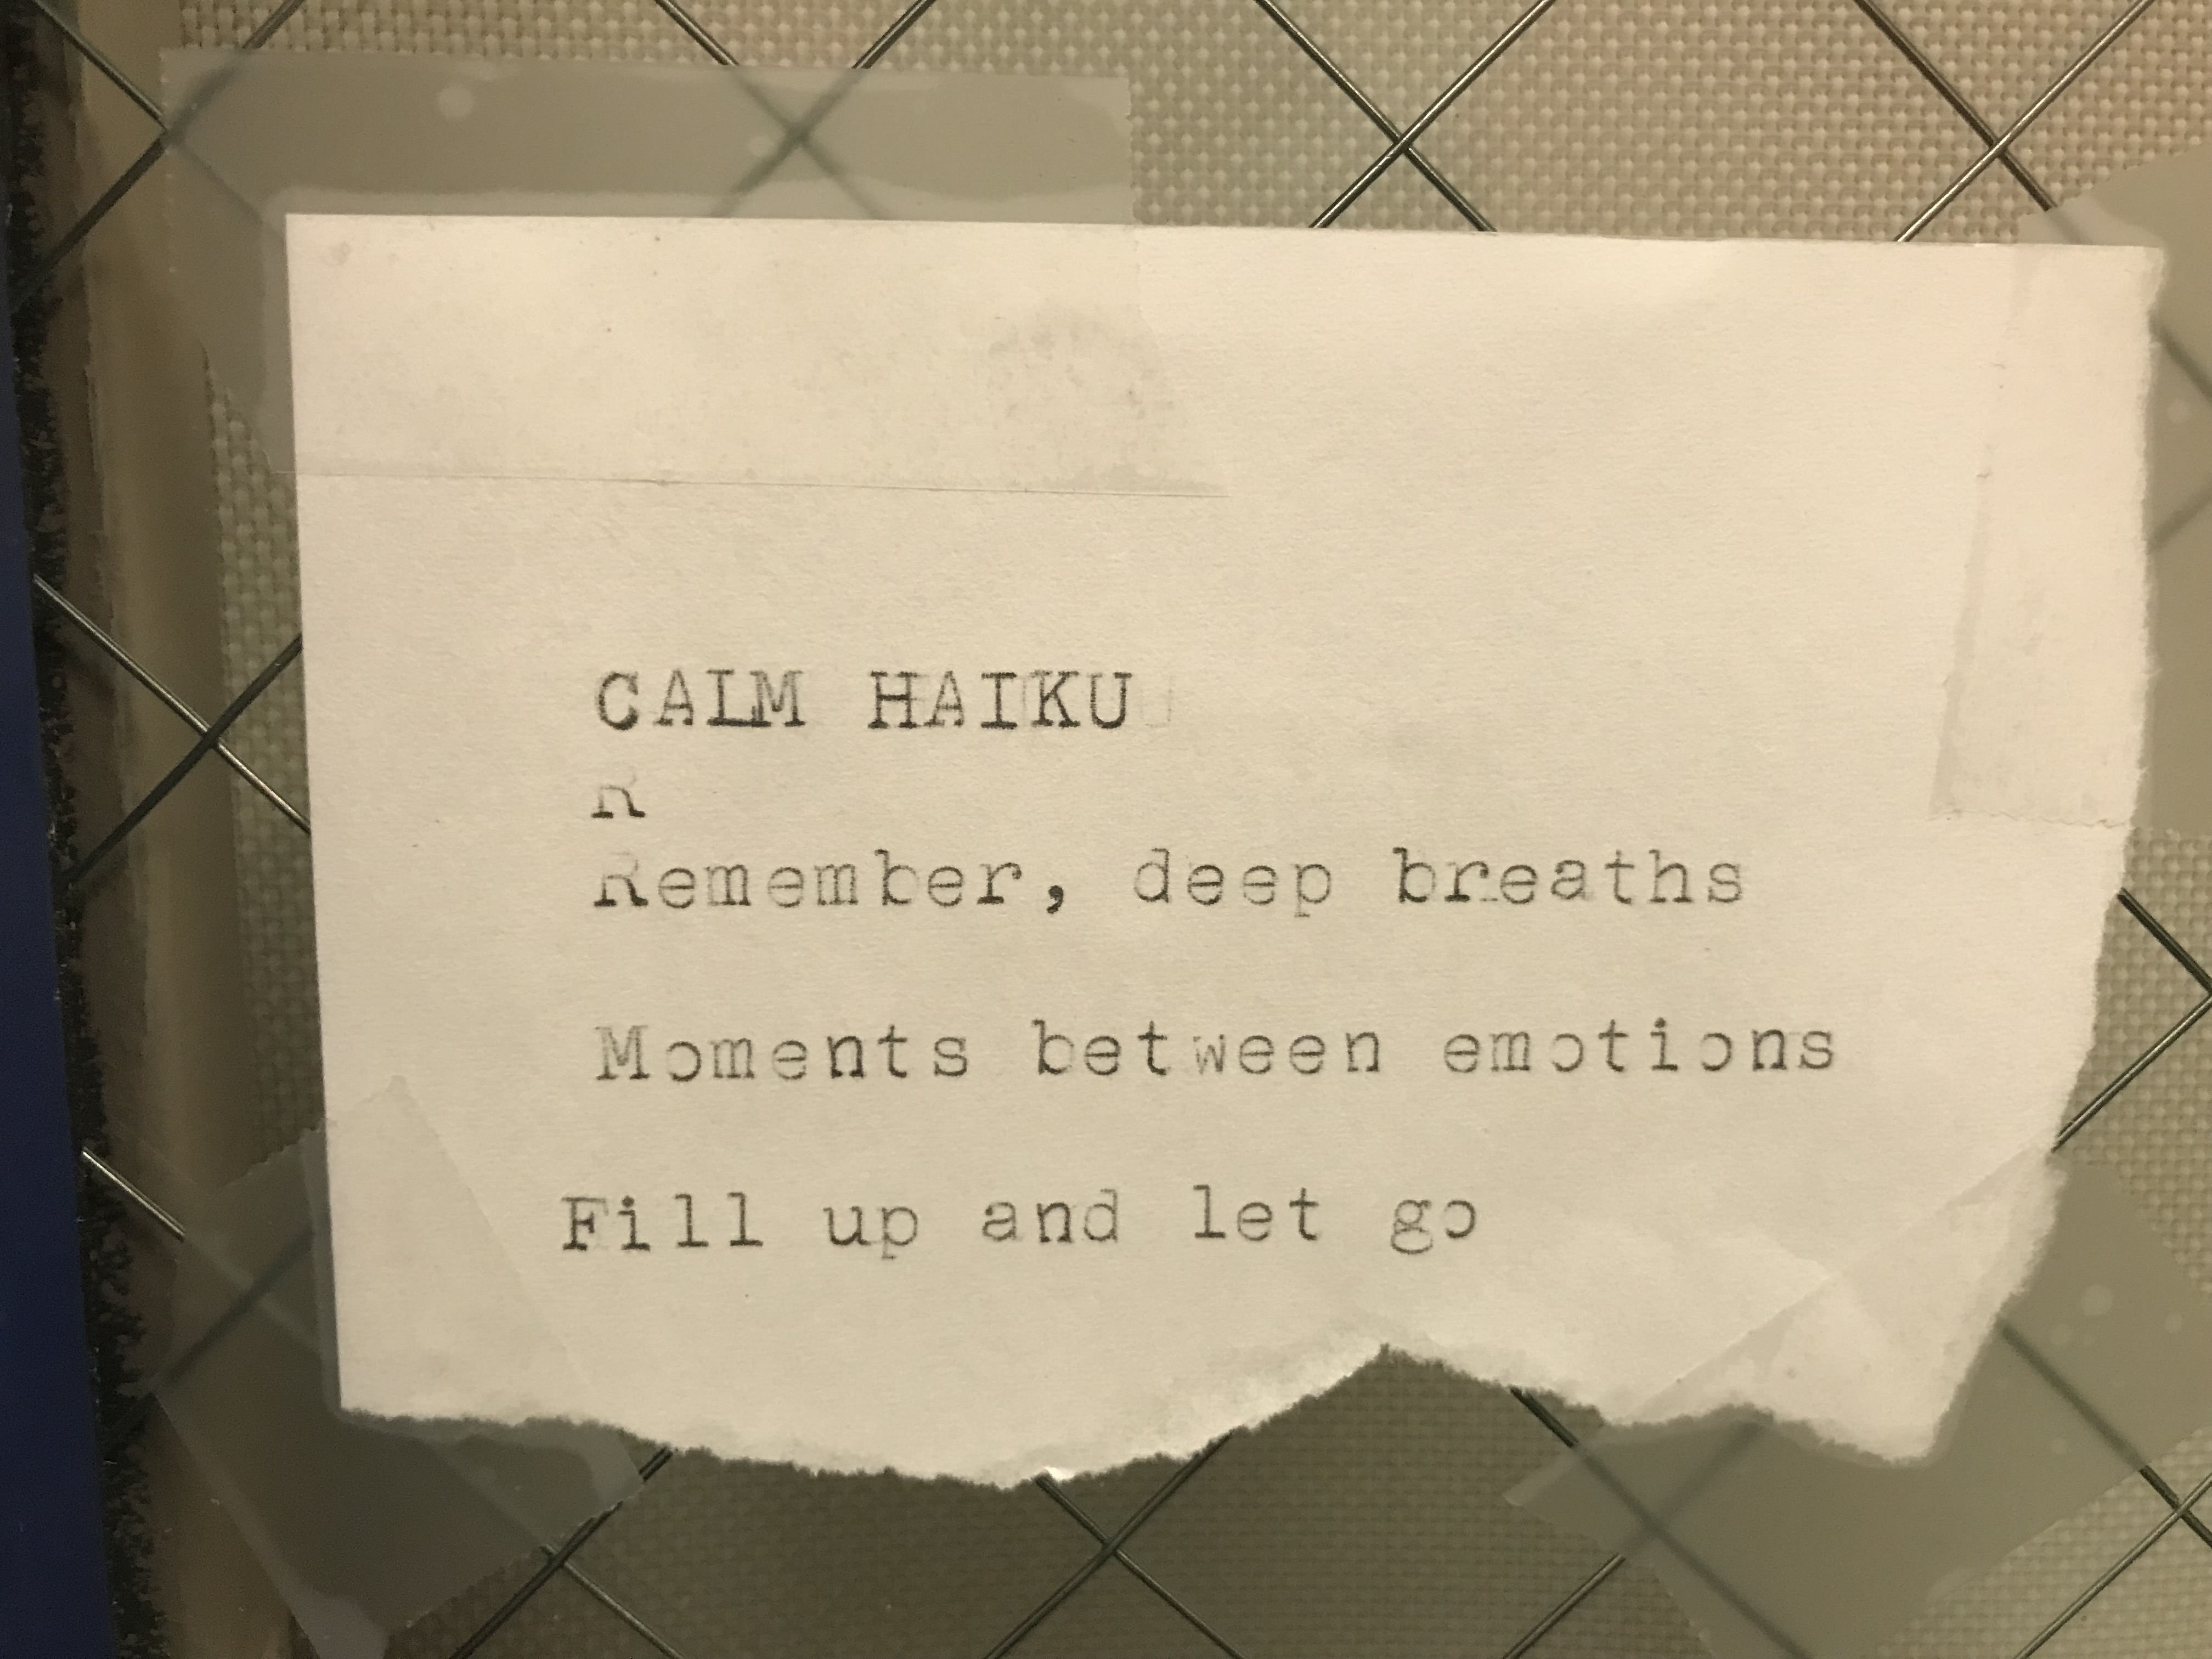 CALM HAIKU
R
Remember, deep breaths
Moments between emotions
Fill up and let go